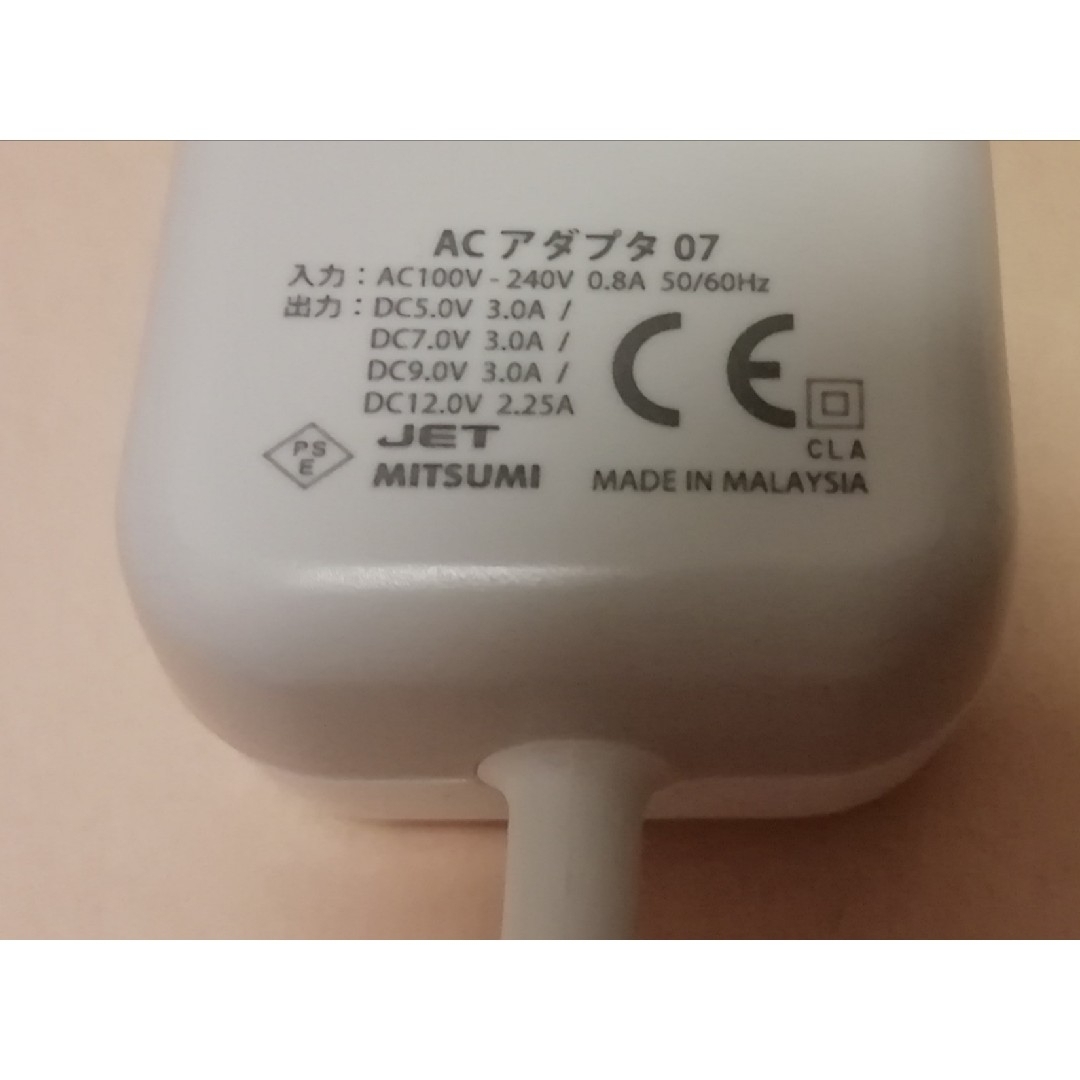 AC アダプタ 07
入力：AC100V - 240V 0.8A 50/60Hz
出力：DC5.0V 3.0A /
DC7.0V 3.0A /
DC9.0V 3.0A /
DC12.0V 2.25A
CE
PS
E
JET
CLA
MITSUMI
MADE IN MALAYSIA